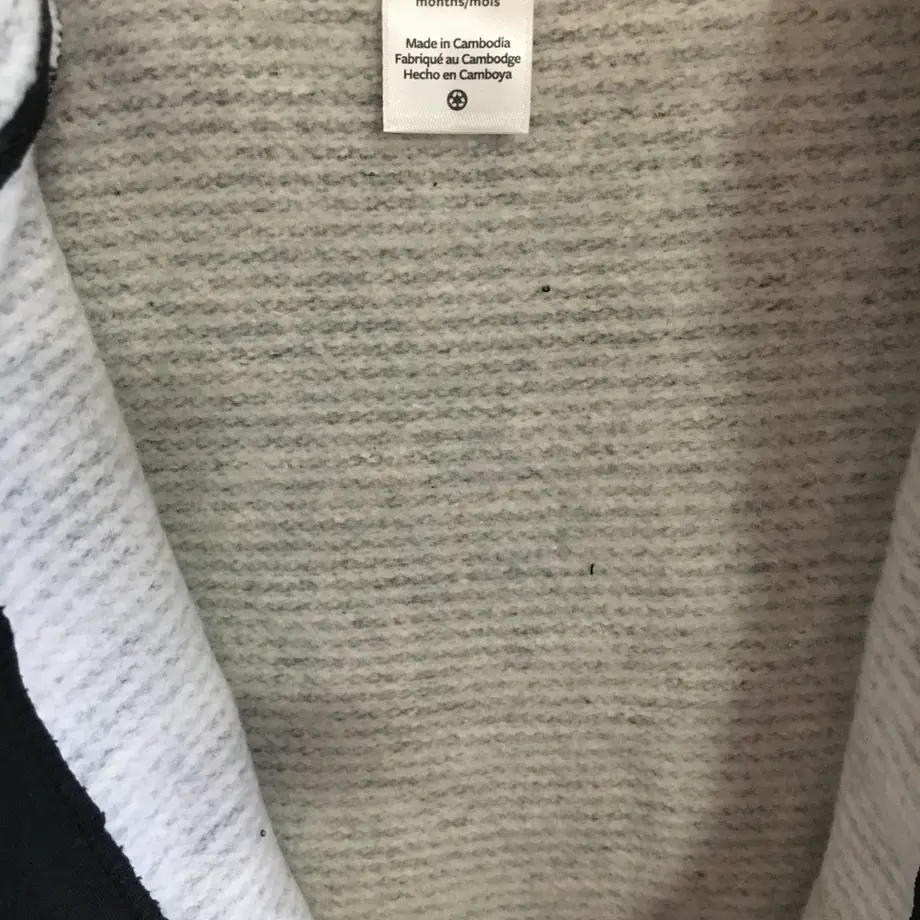 months/mois
Made in Cambodia
Fabriqué au Cambodge
Hecho en Camboya